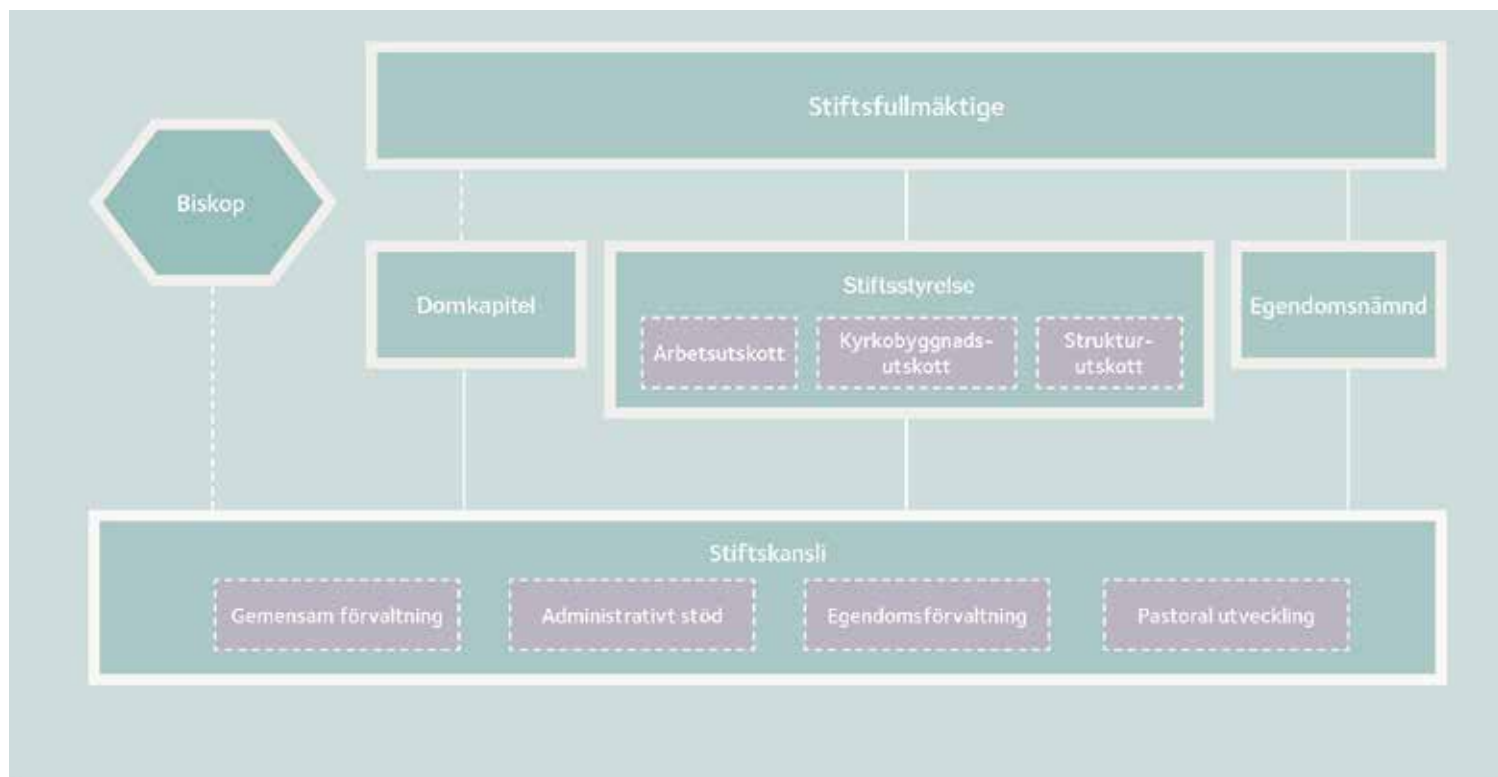 Stiftsfullmäktige
Biskop
Domkapitel
Stiftsstyrelse
Arbetsutskott
Kyrkobyggnads-
utskott
Struktur-
utskott
Egendomsnämnd
Stiftskansli
Gemensam förvaltning
Administrativt stöd
Egendomsförvaltning
Pastoral utveckling